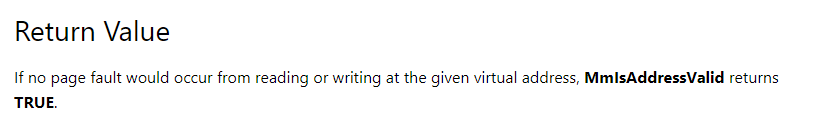 Return Value
If no page fault would occur from reading or writing at the given virtual address, MmIsAddressValid returns
TRUE.